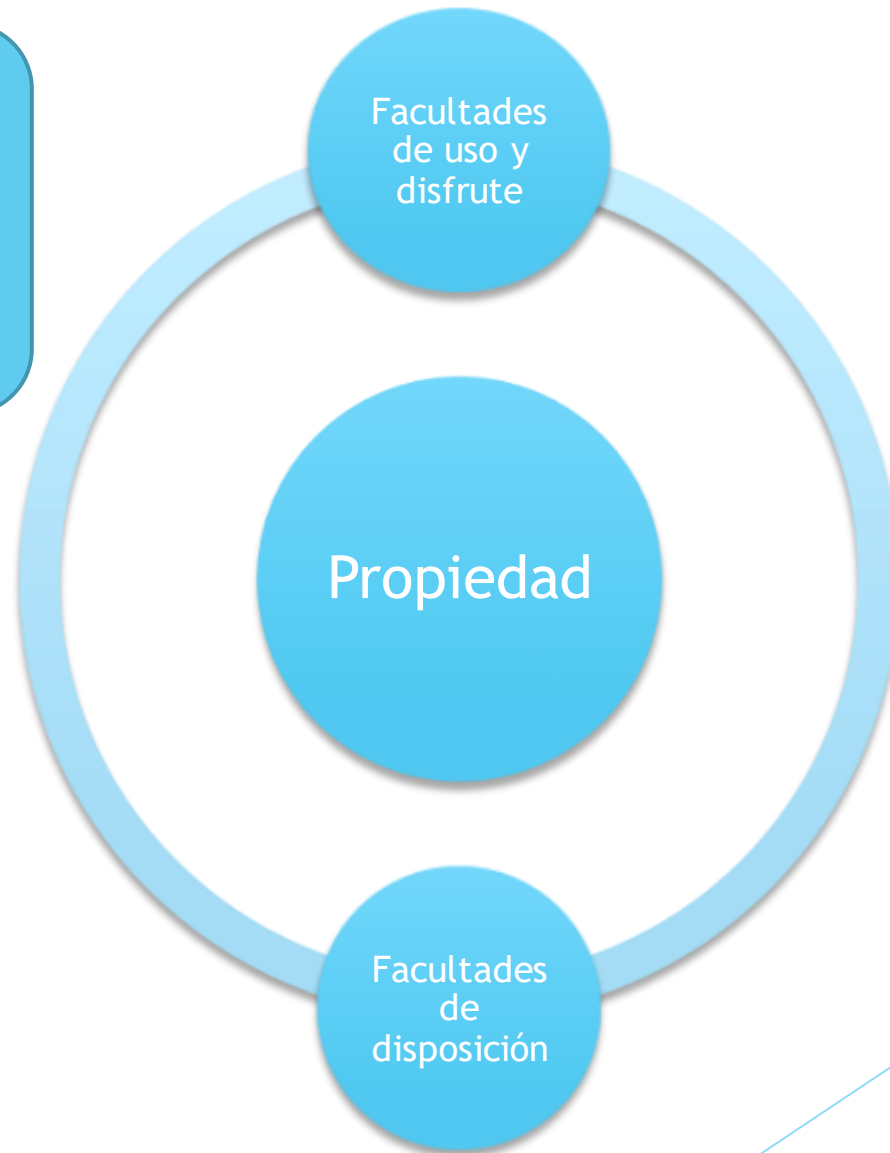 Facultades
de uso y
disfrute
Propiedad
Facultades
de
disposición